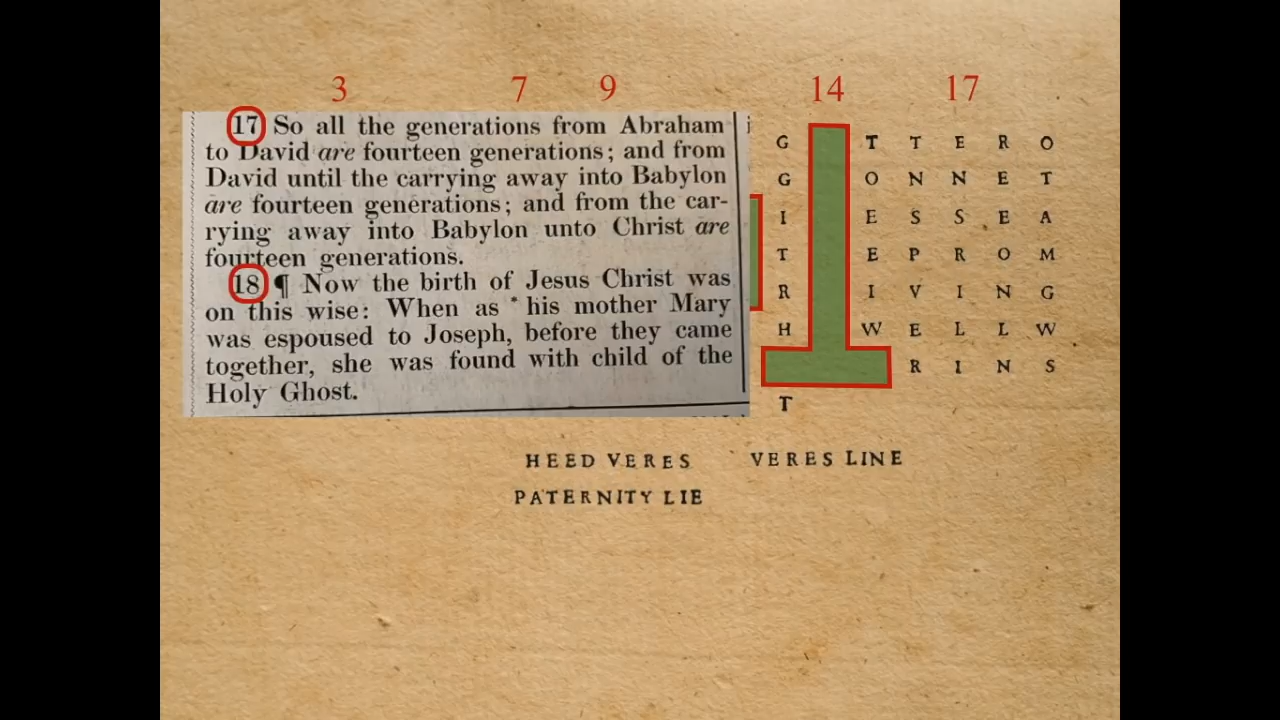 3 7 9 14 17
17 So all the generations from Abraham
to David are fourteen generations; and from
David until the carrying away into Babylon
are fourteen generations; and from the car-
rying away into Babylon unto Christ are
fourteen generations.
18 ¶ Now the birth of Jesus Christ was
on this wise: When as * his mother Mary
was espoused to Joseph, before they came
together, she was found with child of the
Holy Ghost.
G T T E R O
G O N N E T
I E S S E A
T E P R O M
R I V I N G
H W E L L W
R I N S
T
HEED VERES VERES LINE
PATERNITY LIE